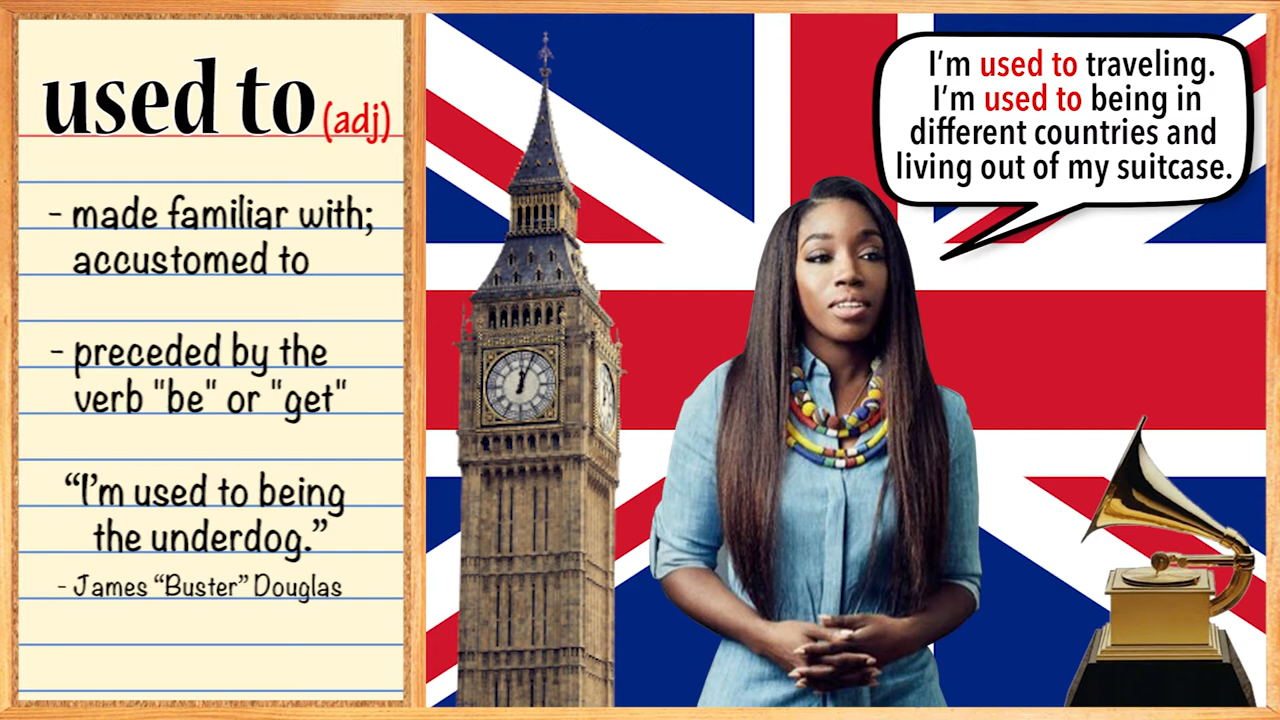 used to (adj)
- made familiar with;
accustomed to
- preceded by the
verb "be" or "get"
“I’m used to being
the underdog.”
- James “Buster” Douglas
I’m used to traveling.
I’m used to being in
different countries and
living out of my suitcase.